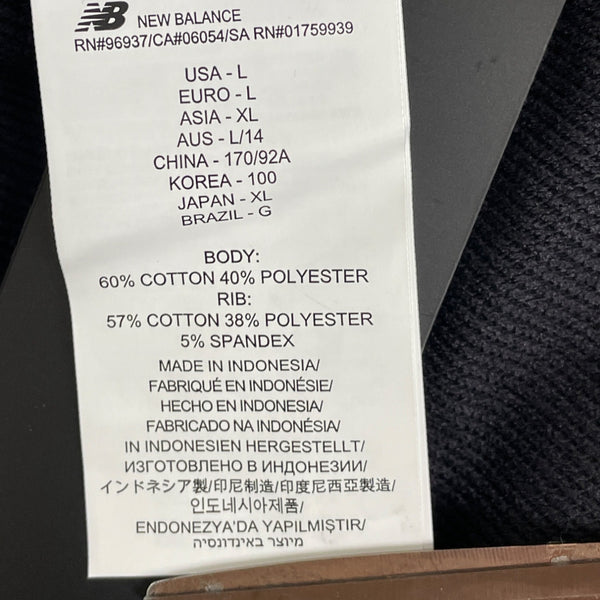 NB NEW BALANCE
RN#96937/CA#06054/SA RN#01759939
USA - L
EURO - L
ASIA - XL
AUS - L/14
CHINA - 170/92A
KOREA - 100
JAPAN - XL
BRAZIL - G
BODY:
60% COTTON 40% POLYESTER
RIB:
57% COTTON 38% POLYESTER
5% SPANDEX
MADE IN INDONESIA/
FABRIQUÉ EN INDONÉSIE/
HECHO EN INDONESIA/
FABRICADO NA INDONÉSIA/
IN INDONESIEN HERGESTELLT/
ИЗГОТОВЛЕНО В ИНДОНЕЗИИ/
インドネシア製/印尼制造/印度尼西亞製造/
인도네시아제품/
ENDONEZYA'DA YAPILMIŞTIR/
מיוצר באינדונסיה